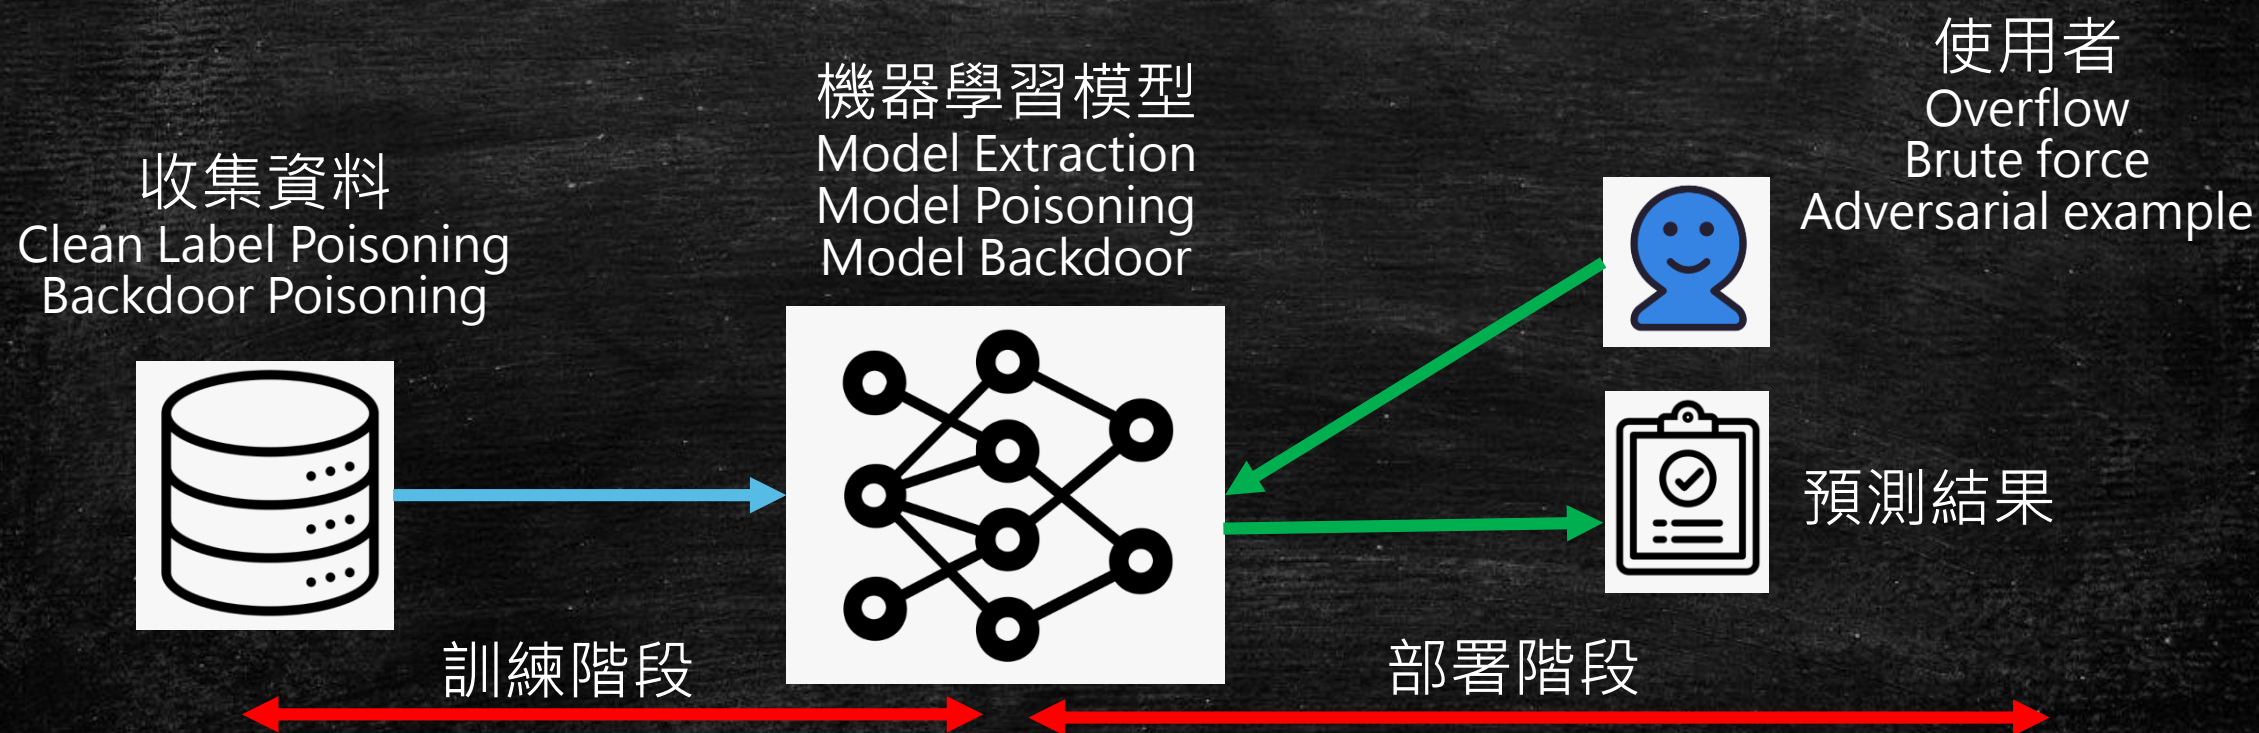 收集資料
Clean Label Poisoning
Backdoor Poisoning
機器學習模型
Model Extraction
Model Poisoning
Model Backdoor
使用者
Overflow
Brute force
Adversarial example
預測結果
訓練階段
部署階段